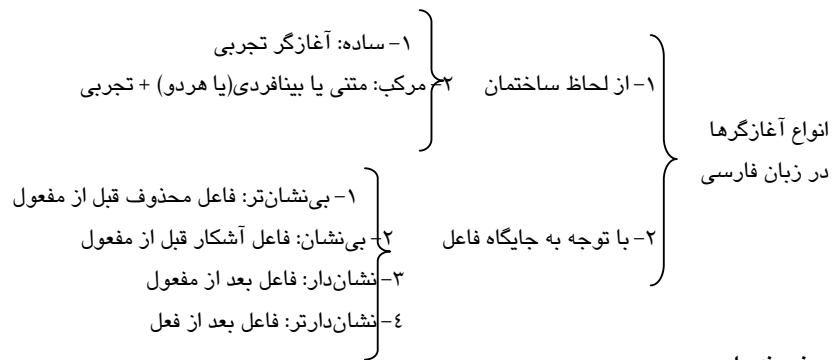 انواع آغازگرها
در زبان فارسی
۱- از لحاظ ساختمان
۱- ساده: آغازگر تجربی
۲- مرکب: متنی یا بینافردی(یا هردو) + تجربی
۲- با توجه به جایگاه فاعل
۱- بی‌نشان‌تر: فاعل محذوف قبل از مفعول
۲- بی‌نشان: فاعل آشکار قبل از مفعول
۳- نشان‌دار: فاعل بعد از مفعول
٤- نشان‌دارتر: فاعل بعد از فعل